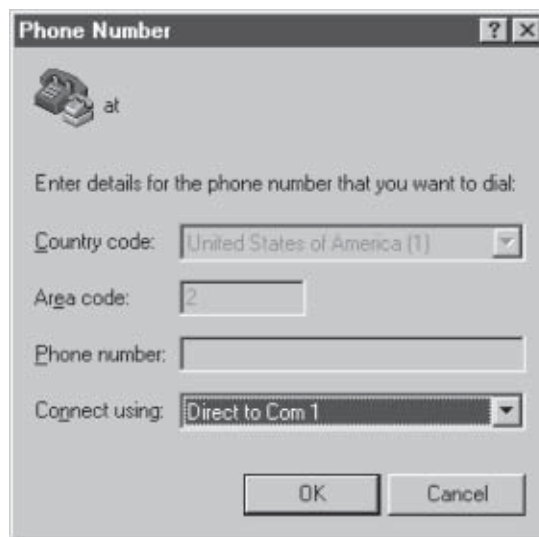 Phone Number
at
Enter details for the phone number that you want to dial:
Country code: United States of America (1)
Area code: 2
Phone number:
Connect using: Direct to Com 1
OK Cancel